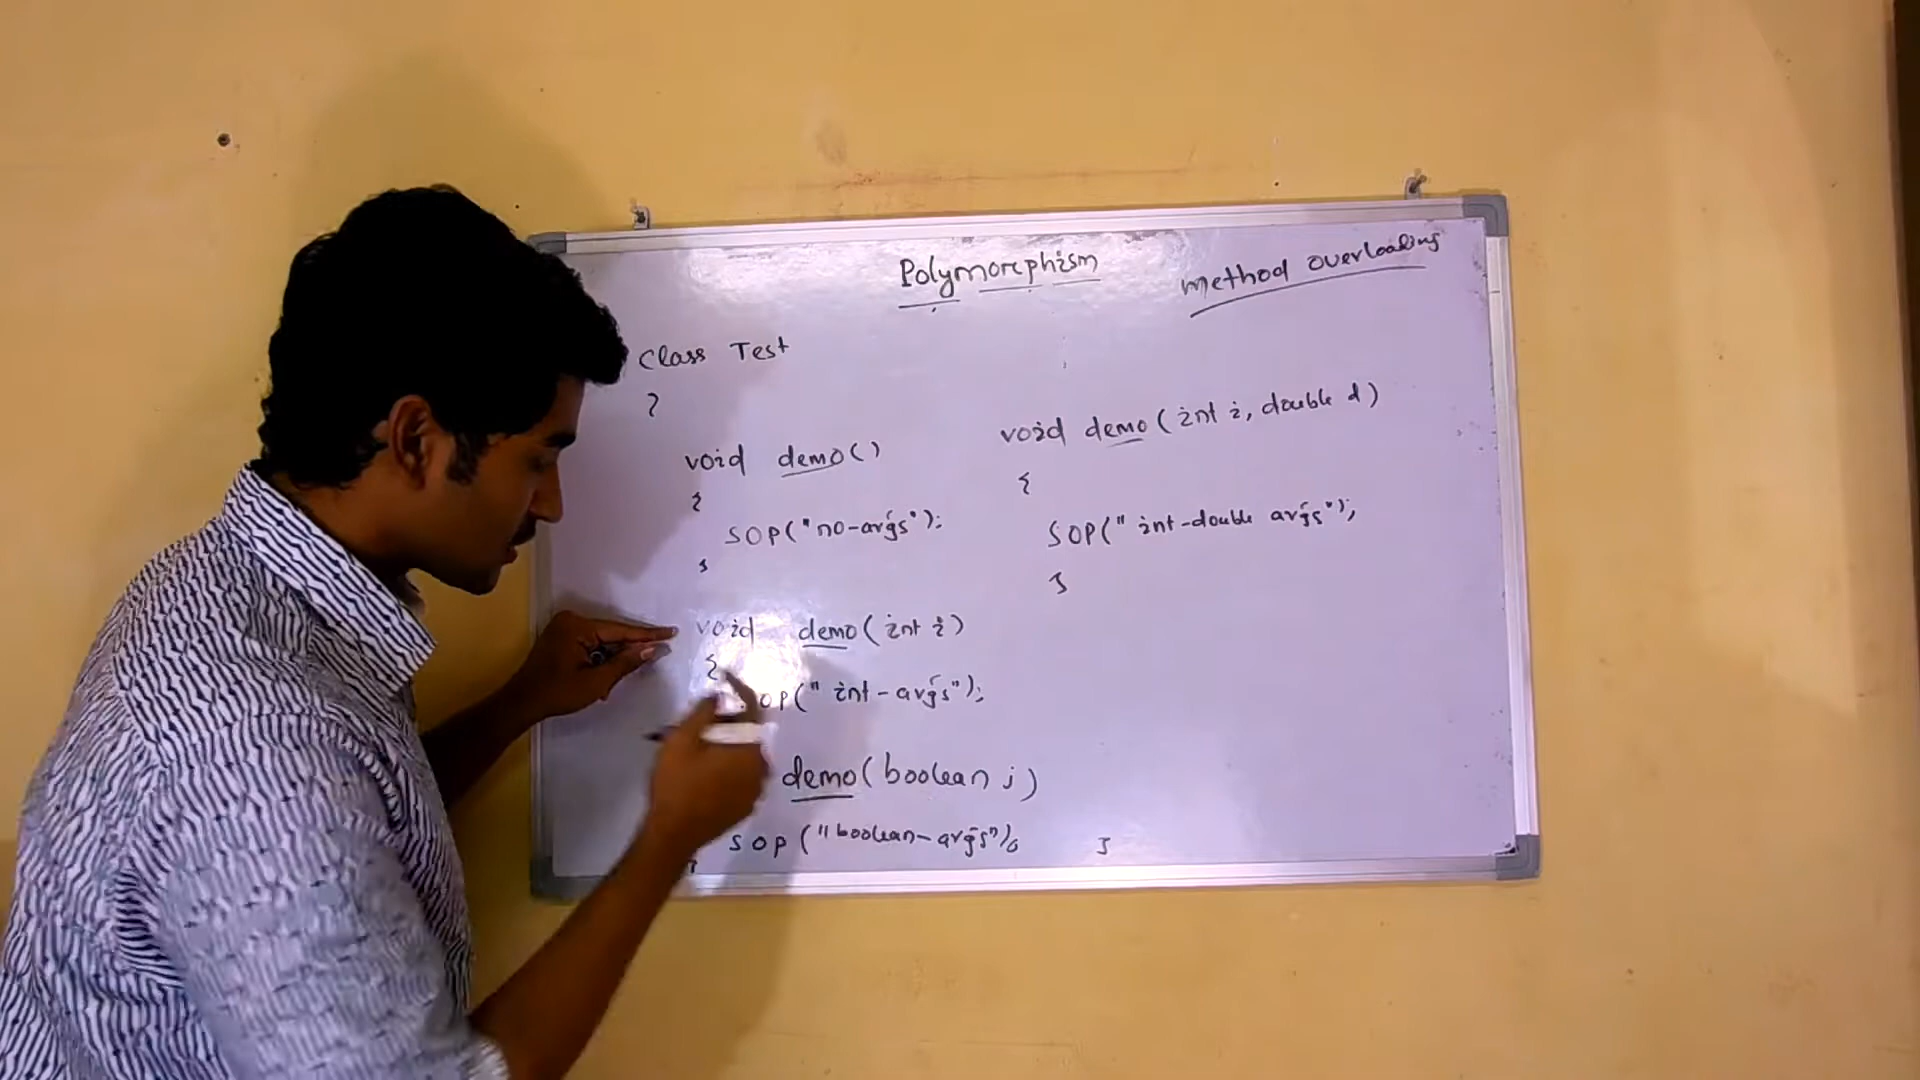 Polymorphism
method overloading
Class Test
{
void demo()
{
SOP("no-args");
}
void demo(int i)
{
SOP("int-args");
demo(boolean j)
SOP("boolean-args");
}
void demo(int i, double d)
{
SOP("int-double args");
}